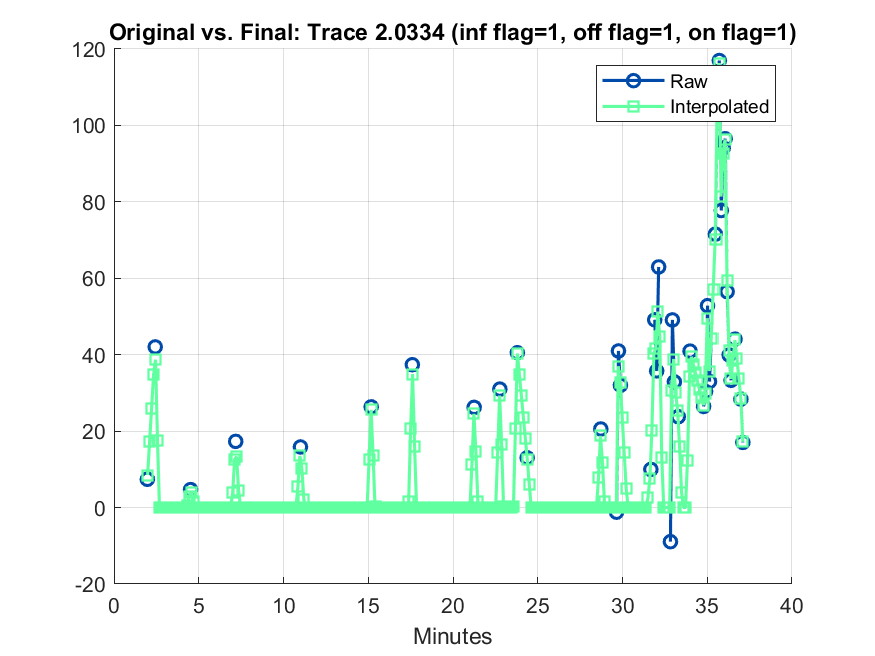 Original vs. Final: Trace 2.0334 (inf flag=1, off flag=1, on flag=1)
120
100
80
60
40
20
0
-20
Raw
Interpolated
0 5 10 15 20 25 30 35 40
Minutes